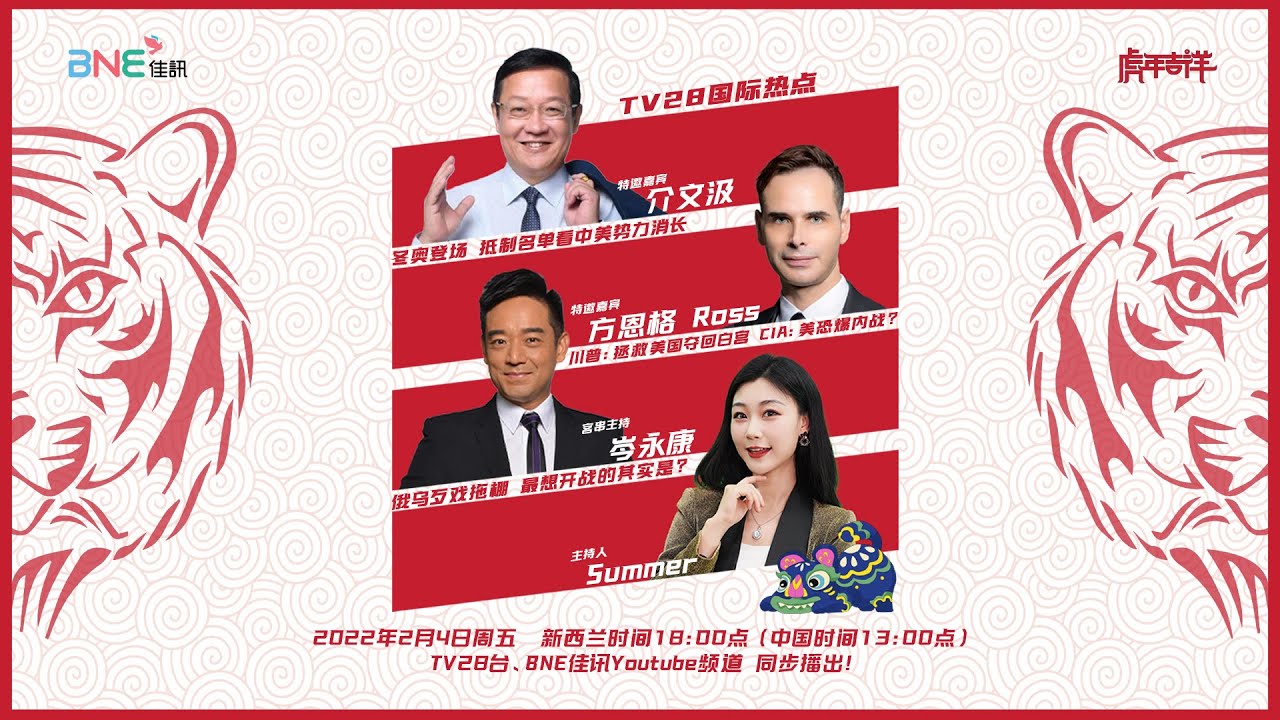 BNE佳訊
虎年吉祥
TV28国际热点
特邀嘉宾
介文汲
冬奥登场 抵制名单看中美势力消长
特邀嘉宾
方恩格 Ross
川普:拯救美国夺回白宫 CIA:美恐爆内战?
客串主持
岑永康
俄乌歹戏拖棚 最想开战的其实是?
主持人
Summer
2022年2月4日周五 新西兰时间18:00点(中国时间13:00点)
TV28台、BNE佳讯Youtube频道 同步播出!